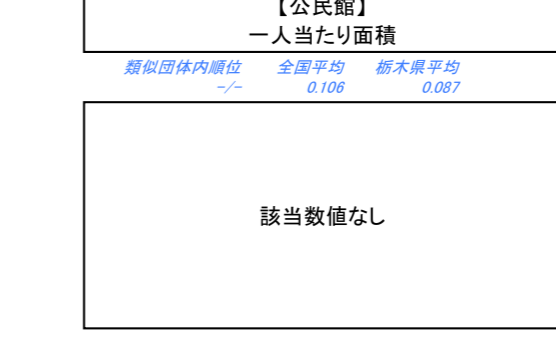 【公民館】
一人当たり面積
類似団体内順位 全国平均 栃木県平均
-/- 0.106 0.087
該当数値なし